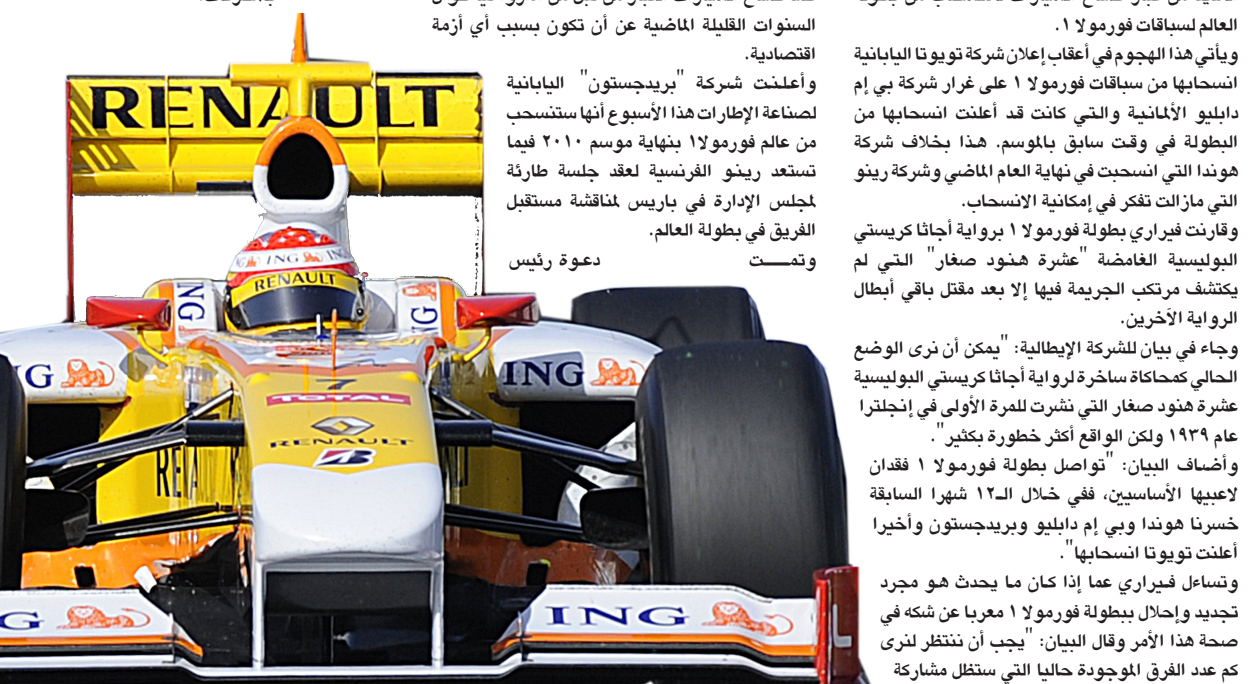 العالم لسباقات فورمولا ١.
ويأتي هذا الهجوم في أعقاب إعلان شركة تويوتا اليابانية
انسحابها من سباقات فورمولا ١ على غرار شركة بي إم
دابليو الألمانية والتي كانت قد أعلنت انسحابها من
البطولة في وقت سابق بالموسم. هذا بخلاف شركة
هوندا التي انسحبت في نهاية العام الماضي وشركة رينو
التي مازالت تفكر في إمكانية الانسحاب.
وقارنت فيراري بطولة فورمولا ١ برواية أجاثا كريستي
البوليسية الغامضة "عشرة هنود صغار" التي لم
يكتشف مرتكب الجريمة فيها إلا بعد مقتل باقي أبطال
الرواية الآخرين.
وجاء في بيان للشركة الإيطالية: "يمكن أن نرى الوضع
الحالي كمحاكاة ساخرة لرواية أجاثا كريستي البوليسية
عشرة هنود صغار التي نشرت للمرة الأولى في إنجلترا
عام ١٩٣٩ ولكن الواقع أكثر خطورة بكثير".
وأضاف البيان: "تواصل بطولة فورمولا ١ فقدان
لاعبيها الأساسيين، ففي خلال الـ١٢ شهرا السابقة
خسرنا هوندا وبي إم دابليو وبريدجستون وأخيرا
أعلنت تويوتا انسحابها".
وتساءل فيراري عما إذا كان ما يحدث هو مجرد
تجديد وإحلال ببطولة فورمولا ١ معربا عن شكه في
صحة هذا الأمر وقال البيان: "يجب أن ننتظر لنرى
كم عدد الفرق الموجودة حاليا التي ستظل مشاركة
السنوات القليلة الماضية عن أن تكون بسبب أي أزمة
اقتصادية.
وأعلنت شركة "بريدجستون" اليابانية
لصناعة الإطارات هذا الأسبوع أنها ستنسحب
من عالم فورمولا١ بنهاية موسم ٢٠١٠ فيما
تستعد رينو الفرنسية لعقد جلسة طارئة
لمجلس الإدارة في باريس لمناقشة مستقبل
الفريق في بطولة العالم.
وتمــــت دعوة رئيس
RENAULT
ING
RENAULT
ING
ING
G
ING
7
TOTAL
RENAULT
B
RE
G
ING
L